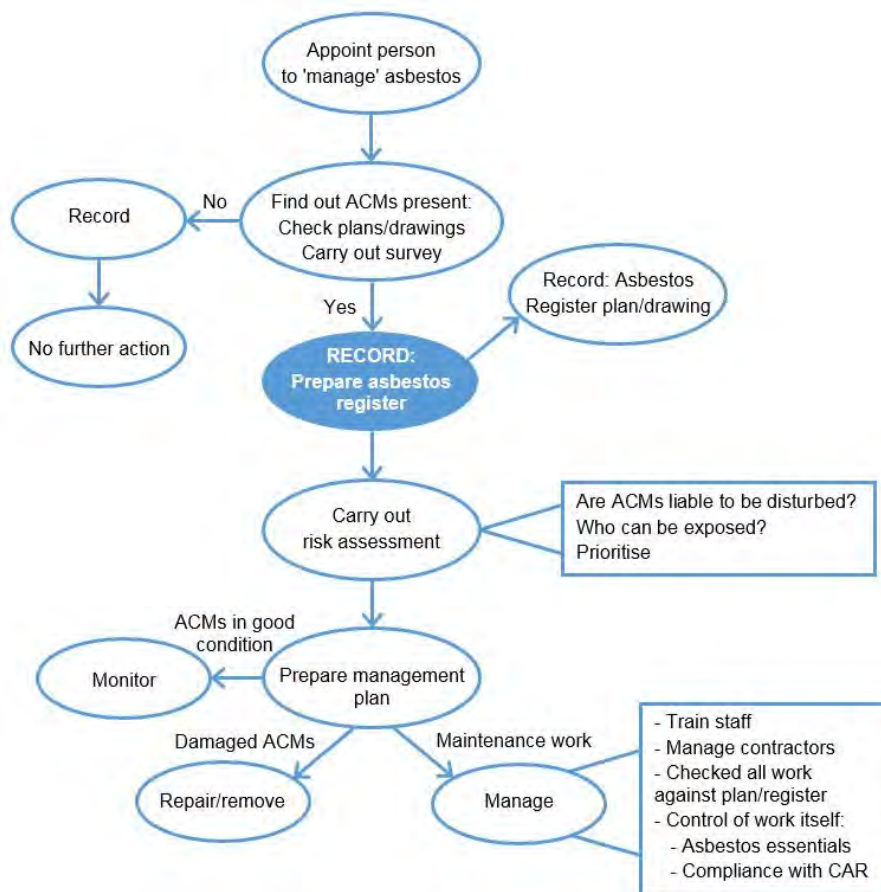 Appoint person
to 'manage' asbestos
Find out ACMs present:
Check plans/drawings
Carry out survey
No
Record
No further action
Yes
Record: Asbestos
Register plan/drawing
RECORD:
Prepare asbestos
register
Carry out
risk assessment
Are ACMs liable to be disturbed?
Who can be exposed?
Prioritise
ACMs in good
condition
Monitor
Prepare management
plan
Damaged ACMs
Repair/remove
Maintenance work
Manage
- Train staff
- Manage contractors
- Checked all work
against plan/register
- Control of work itself:
- Asbestos essentials
- Compliance with CAR